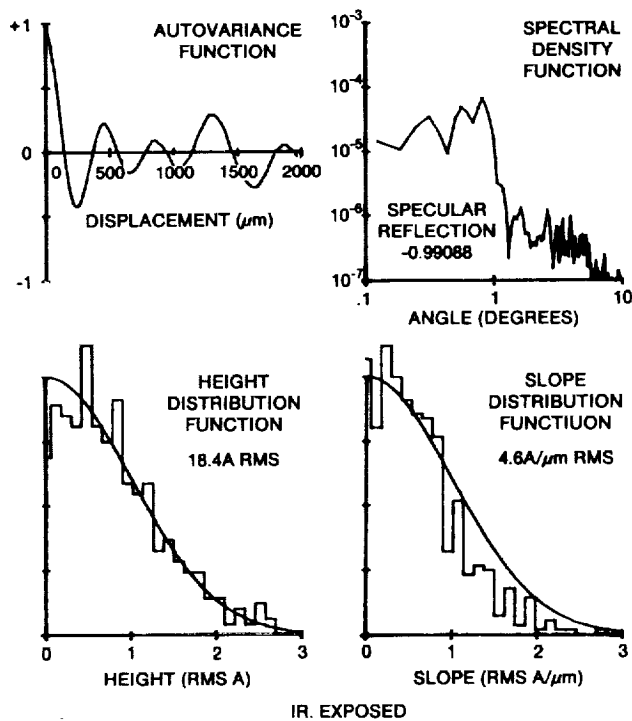 +1
AUTOVARIANCE
FUNCTION
0
0 500 1000 1500 2000
DISPLACEMENT (µm)
-1
10-3
SPECTRAL
DENSITY
FUNCTION
10-4
10-5
10-6
SPECULAR
REFLECTION
-0.99088
10-7
.1 1 10
ANGLE (DEGREES)
HEIGHT
DISTRIBUTION
FUNCTION
18.4A RMS
0 1 2 3
HEIGHT (RMS A)
SLOPE
DISTRIBUTION
FUNCTIUON
4.6A/µm RMS
0 1 2 3
SLOPE (RMS A/µm)
IR. EXPOSED